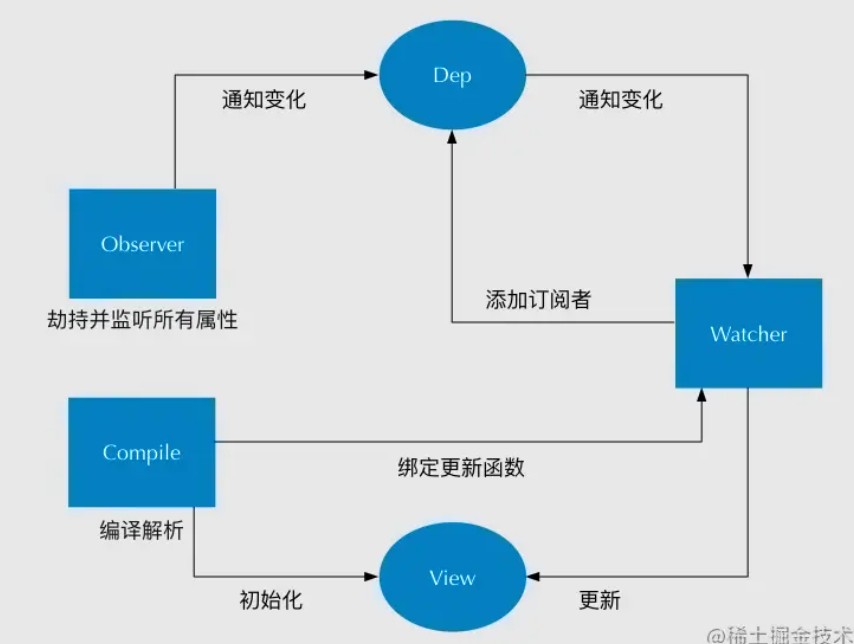 Dep
通知变化
通知变化
Observer
劫持并监听所有属性
添加订阅者
Watcher
Compile
绑定更新函数
编译解析
View
初始化
更新
@稀土掘金技术